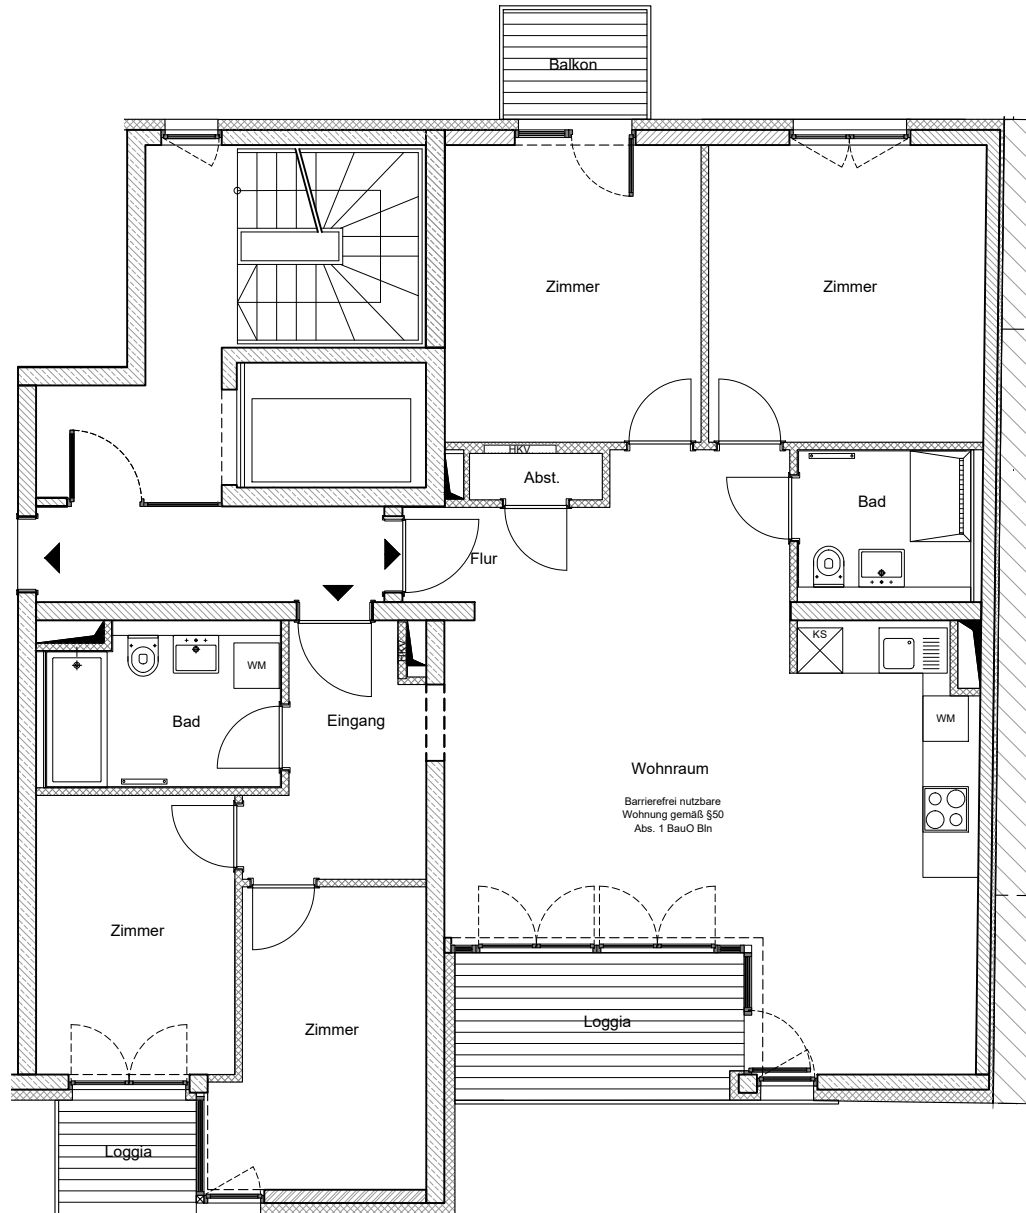 Balkon
Zimmer
Zimmer
HKV
Abst.
Bad
Flur
KS
HKV
WM
Bad
Eingang
WM
Wohnraum
Barrierefrei nutzbare
Wohnung gemäß §50
Abs. 1 BauO Bln
Zimmer
Zimmer
Loggia
Loggia